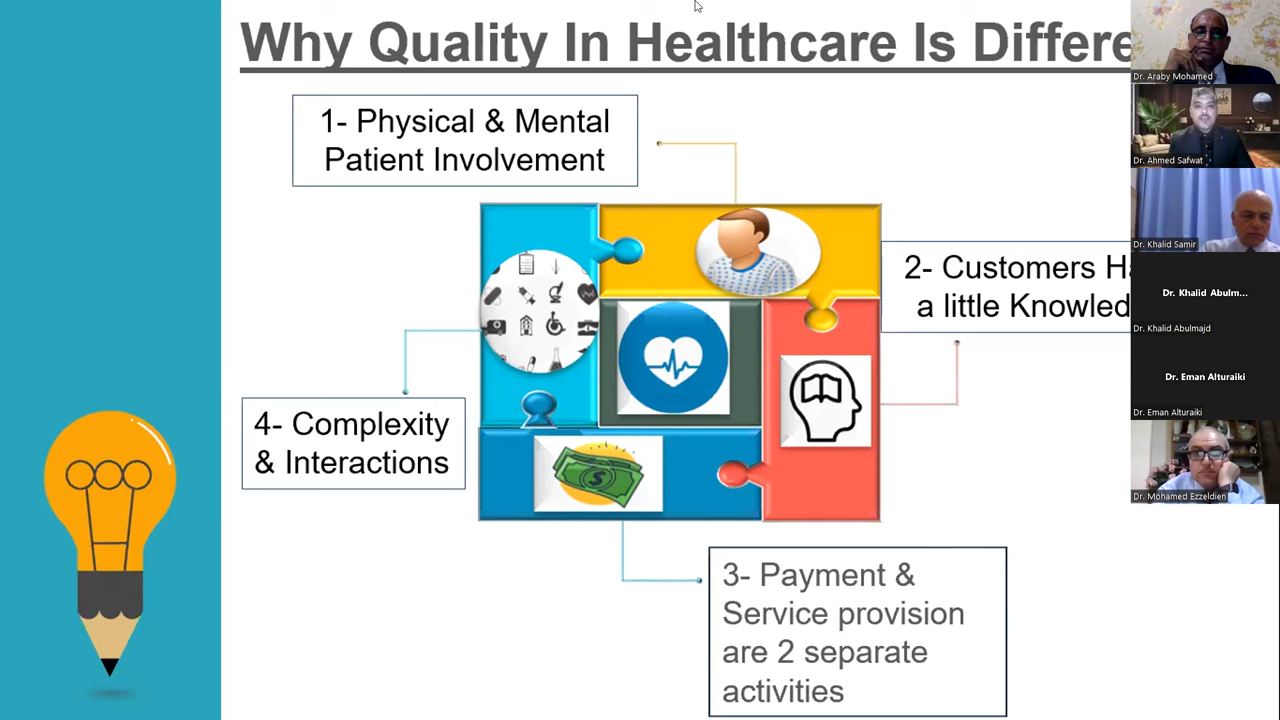 Why Quality In Healthcare Is Differe
1- Physical & Mental
Patient Involvement
2- Customers Ha
a little Knowled
4- Complexity
& Interactions
3- Payment &
Service provision
are 2 separate
activities
Dr. Araby Mohamed
Dr. Ahmed Safwat
Dr. Khalid Samir
Dr. Khalid Abulm...
Dr. Khalid Abulmajd
Dr. Eman Alturaiki
Dr. Eman Alturaiki
Dr. Mohamed Ezzeldien